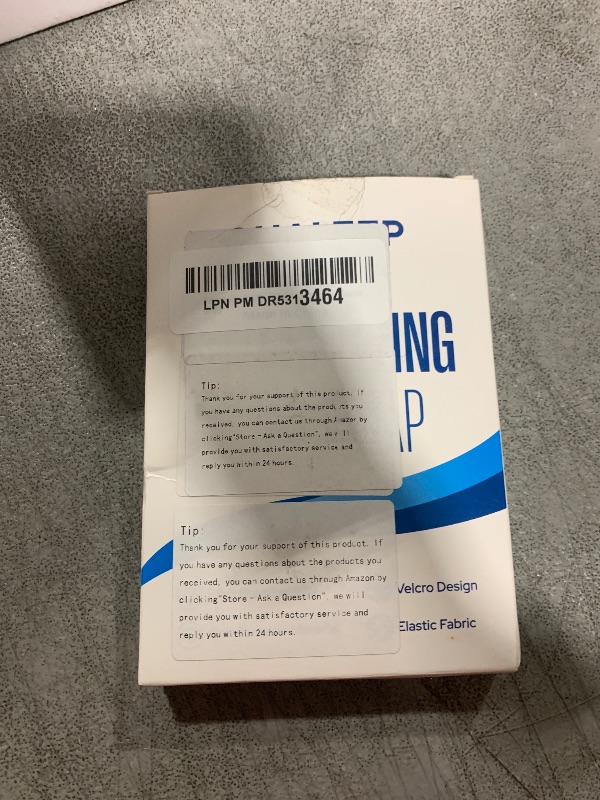 LPN PM DR5313464
ING
AP
Tip:
Thank you for your support of this product. If
you have any questions about the products you
received, you can contact us through Amazon by
clicking"Store - Ask a Question", we will
provide you with satisfactory service and
reply you within 24 hours.
Tip:
Thank you for your support of this product. If
you have any questions about the products you
received, you can contact us through Amazon by
clicking"Store - Ask a Question", we will
provide you with satisfactory service and
reply you within 24 hours.
Velcro Design
Elastic Fabric